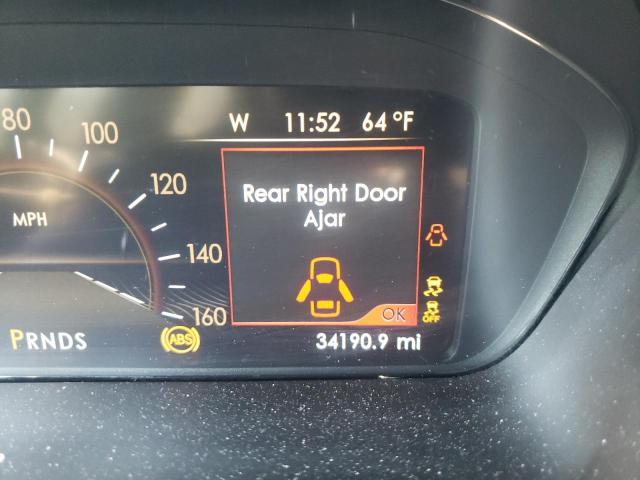 W 11:52 64 °F
80
100
120
140
160
MPH
Rear Right Door
Ajar
OK
OFF
PRNDS
ABS
34190.9 mi